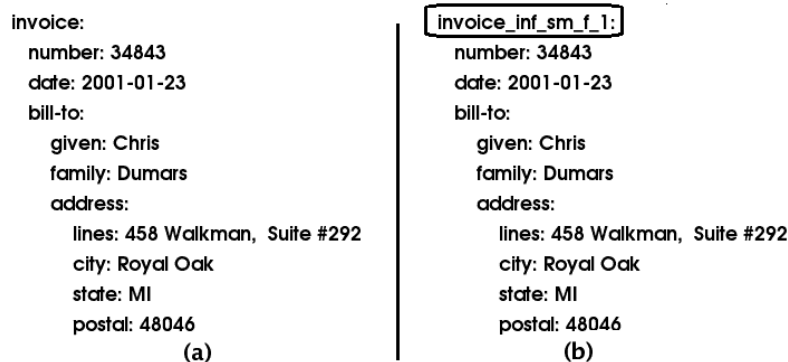 invoice:
number: 34843
date: 2001-01-23
bill-to:
given: Chris
family: Dumars
address:
lines: 458 Walkman, Suite #292
city: Royal Oak
state: MI
postal: 48046
(a)
invoice_inf_sm_f_1:
number: 34843
date: 2001-01-23
bill-to:
given: Chris
family: Dumars
address:
lines: 458 Walkman, Suite #292
city: Royal Oak
state: MI
postal: 48046
(b)